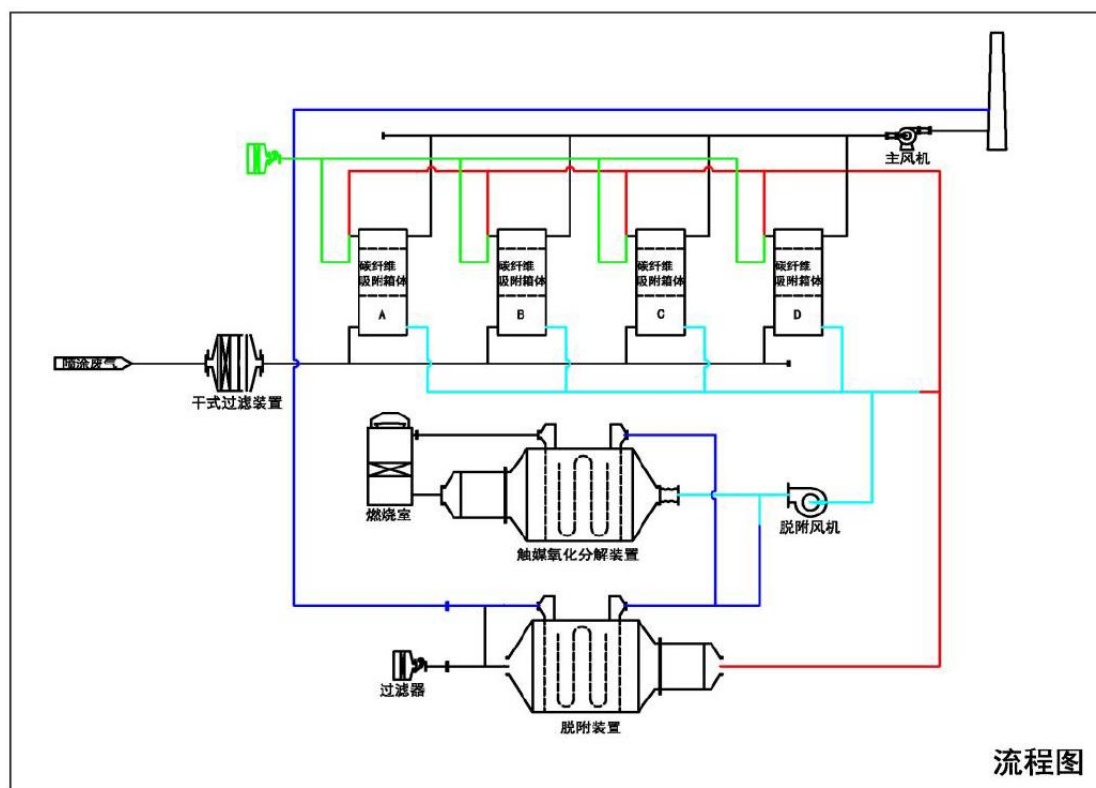 主风机
碳纤维
吸附箱体
A
碳纤维
吸附箱体
B
碳纤维
吸附箱体
C
碳纤维
吸附箱体
D
喷涂废气
干式过滤装置
燃烧室
触媒氧化分解装置
脱附风机
过滤器
脱附装置
流程图